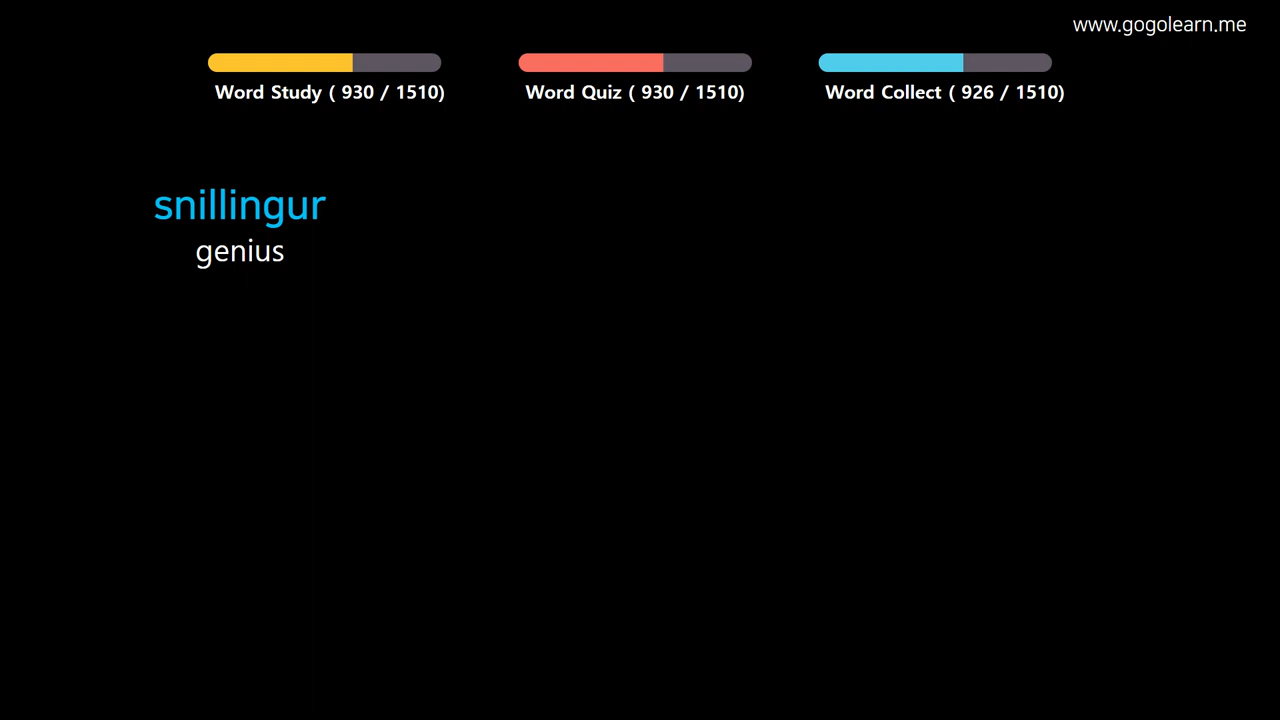 www.gogolearn.me
Word Study ( 930 / 1510)
Word Quiz ( 930 / 1510)
Word Collect ( 926 / 1510)
snillingur
genius